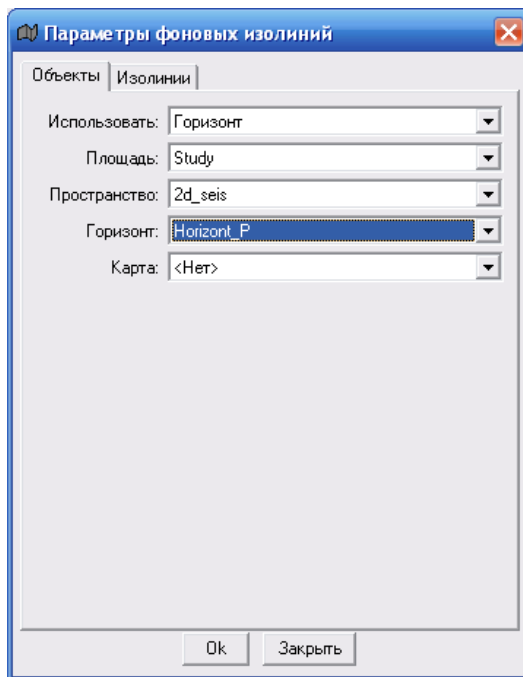 Параметры фоновых изолиний
Объекты Изолинии
Использовать: Горизонт
Площадь: Study
Пространство: 2d_seis
Горизонт: Horizont_P
Карта: <Нет>
Ok Закрыть